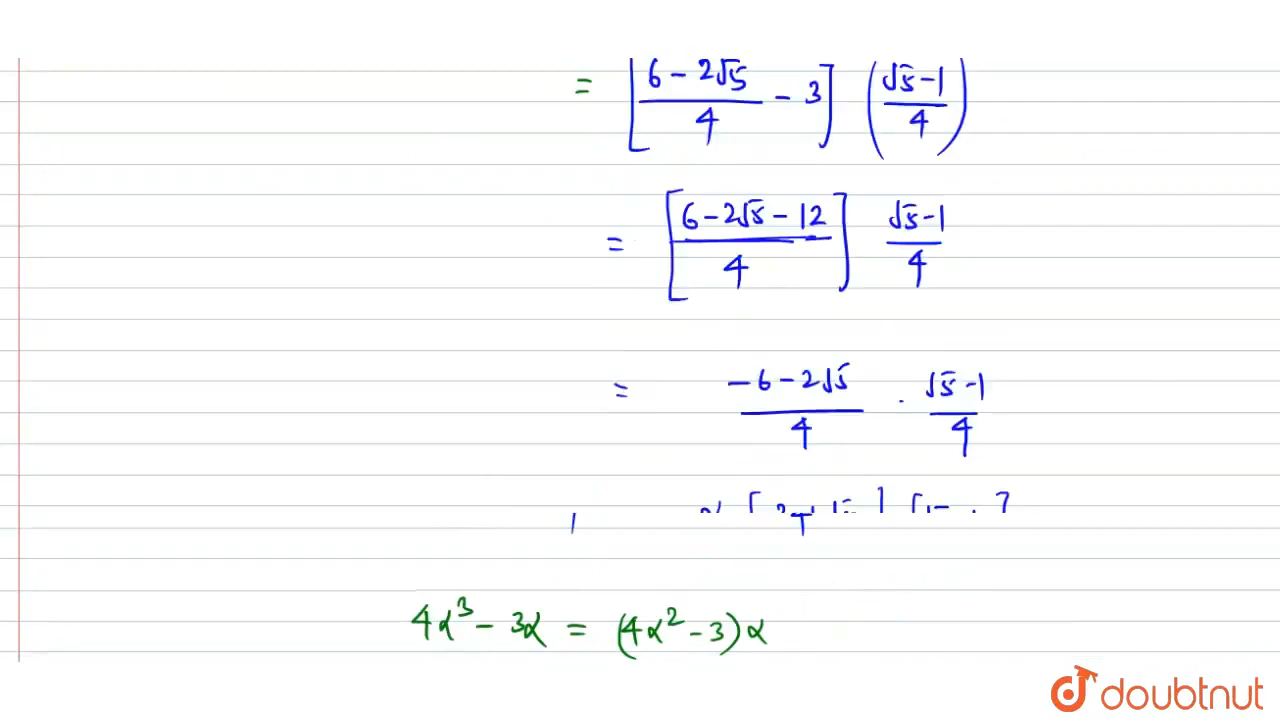 = [(6 - 2√5)/4 - 3] ((√5 - 1)/4)
= [(6 - 2√5 - 12)/4] (√5 - 1)/4
= (-6 - 2√5)/4 . (√5 - 1)/4
4α³ - 3α = (4α² - 3)α
doubtnut